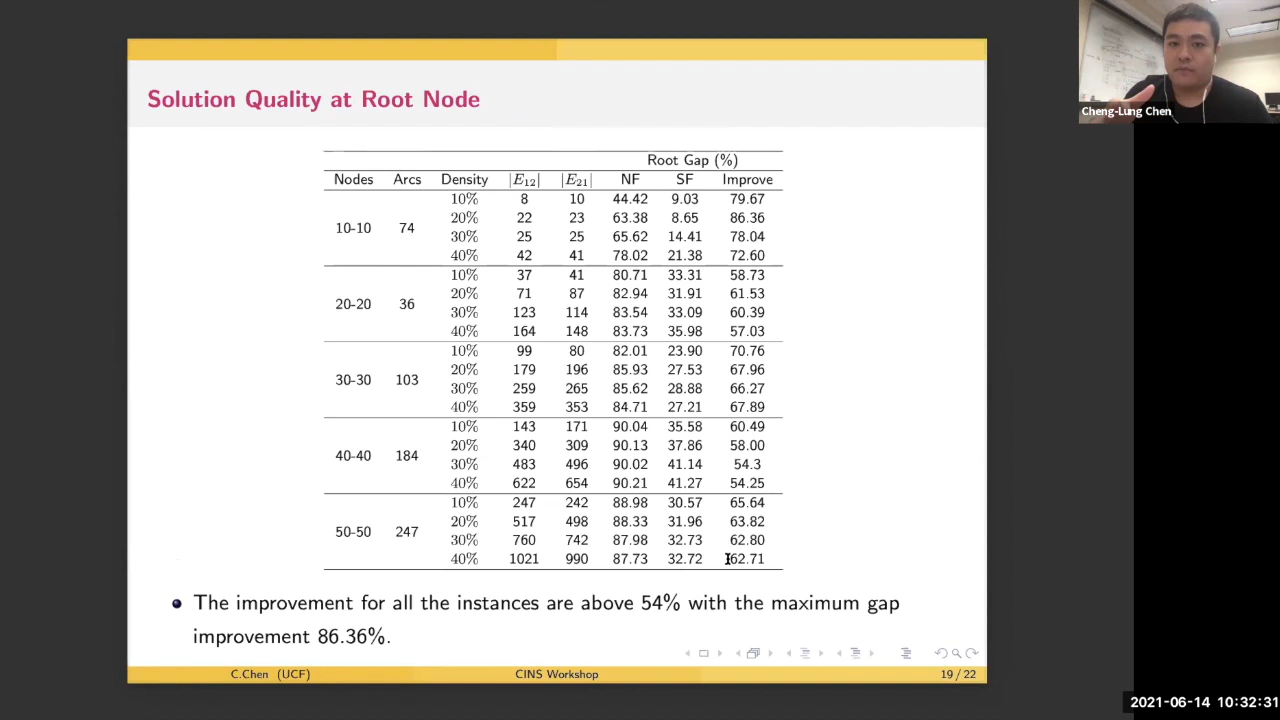 Solution Quality at Root Node
Root Gap (%)
Nodes Arcs Density |E12| |E21| NF SF Improve
10% 8 10 44.42 9.03 79.67
20% 22 23 63.38 8.65 86.36
10-10 74
30% 25 25 65.62 14.41 78.04
40% 42 41 78.02 21.38 72.60
10% 37 41 80.71 33.31 58.73
20% 71 87 82.94 31.91 61.53
20-20 36
30% 123 114 83.54 33.09 60.39
40% 164 148 83.73 35.98 57.03
10% 99 80 82.01 23.90 70.76
20% 179 196 85.93 27.53 67.96
30-30 103
30% 259 265 85.62 28.88 66.27
40% 359 353 84.71 27.21 67.89
10% 143 171 90.04 35.58 60.49
20% 340 309 90.13 37.86 58.00
40-40 184
30% 483 496 90.02 41.14 54.3
40% 622 654 90.21 41.27 54.25
10% 247 242 88.98 30.57 65.64
20% 517 498 88.33 31.96 63.82
50-50 247
30% 760 742 87.98 32.73 62.80
40% 1021 990 87.73 32.72 62.71
The improvement for all the instances are above 54% with the maximum gap
improvement 86.36%.
C.Chen (UCF) CINS Workshop 19 / 22
Cheng-Lung Chen
2021-06-14 10:32:31